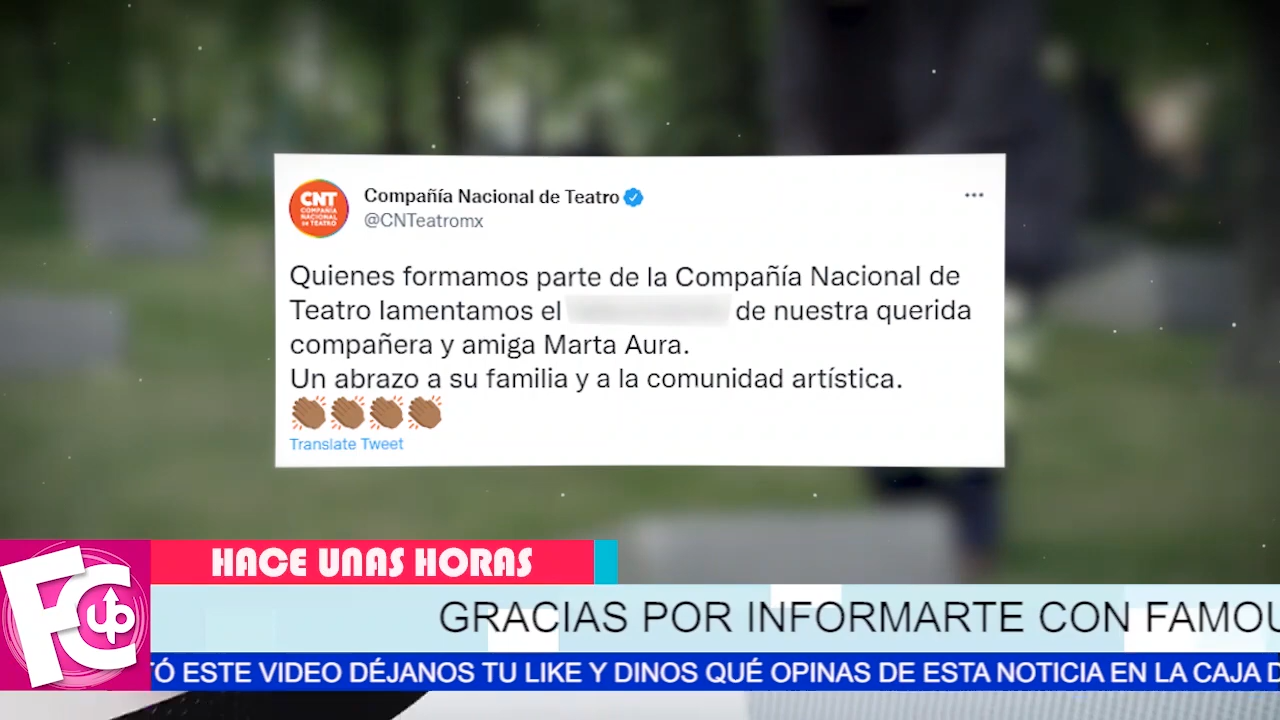 CNT
COMPAÑÍA
NACIONAL
DE TEATRO
Compañía Nacional de Teatro
@CNTeatromx
Quienes formamos parte de la Compañía Nacional de
Teatro lamentamos el de nuestra querida
compañera y amiga Marta Aura.
Un abrazo a su familia y a la comunidad artística.
Translate Tweet
HACE UNAS HORAS
FC up
GRACIAS POR INFORMARTE CON FAMOU
TÓ ESTE VIDEO DÉJANOS TU LIKE Y DINOS QUÉ OPINAS DE ESTA NOTICIA EN LA CAJA D